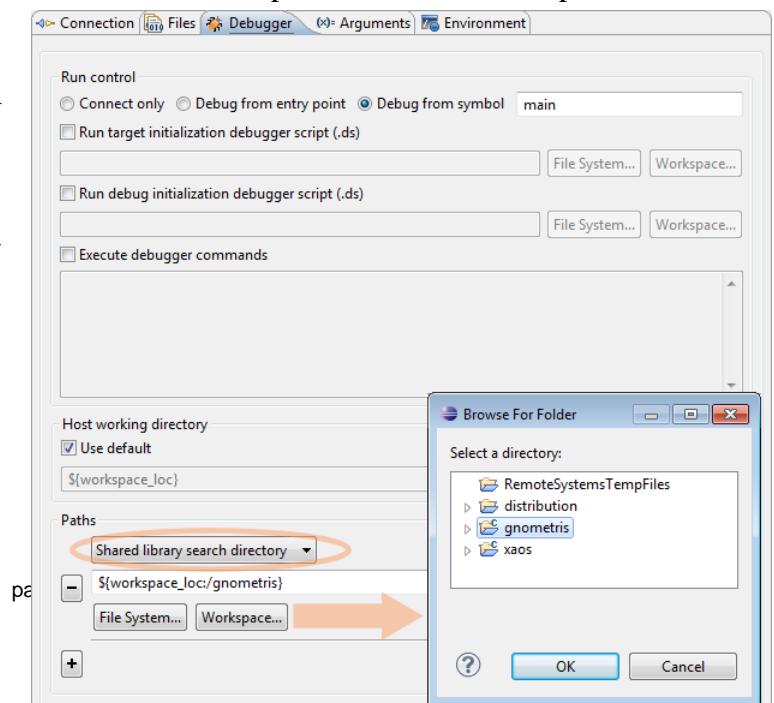 Connection Files Debugger (x)= Arguments Environment
Run control
Connect only Debug from entry point Debug from symbol main
Run target initialization debugger script (.ds)
File System... Workspace...
Run debug initialization debugger script (.ds)
File System... Workspace...
Execute debugger commands
Host working directory
Use default
${workspace_loc}
Paths
Shared library search directory
${workspace_loc:/gnometris}
File System... Workspace...
Browse For Folder
Select a directory:
RemoteSystemsTempFiles
distribution
gnometris
xaos
OK Cancel
pa